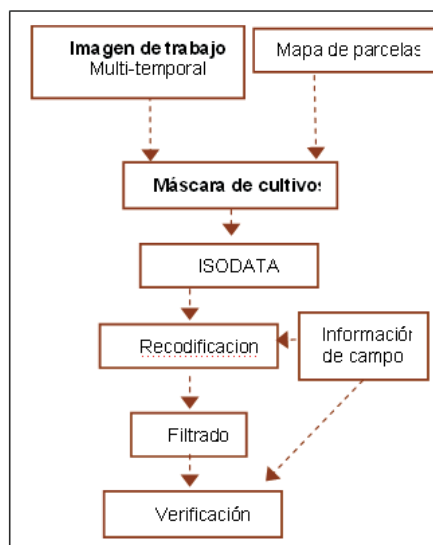 Imagen de trabajo
Multi-temporal
Mapa de parcelas
Máscara de cultivos
ISODATA
Recodificacion
Información
de campo
Filtrado
Verificación